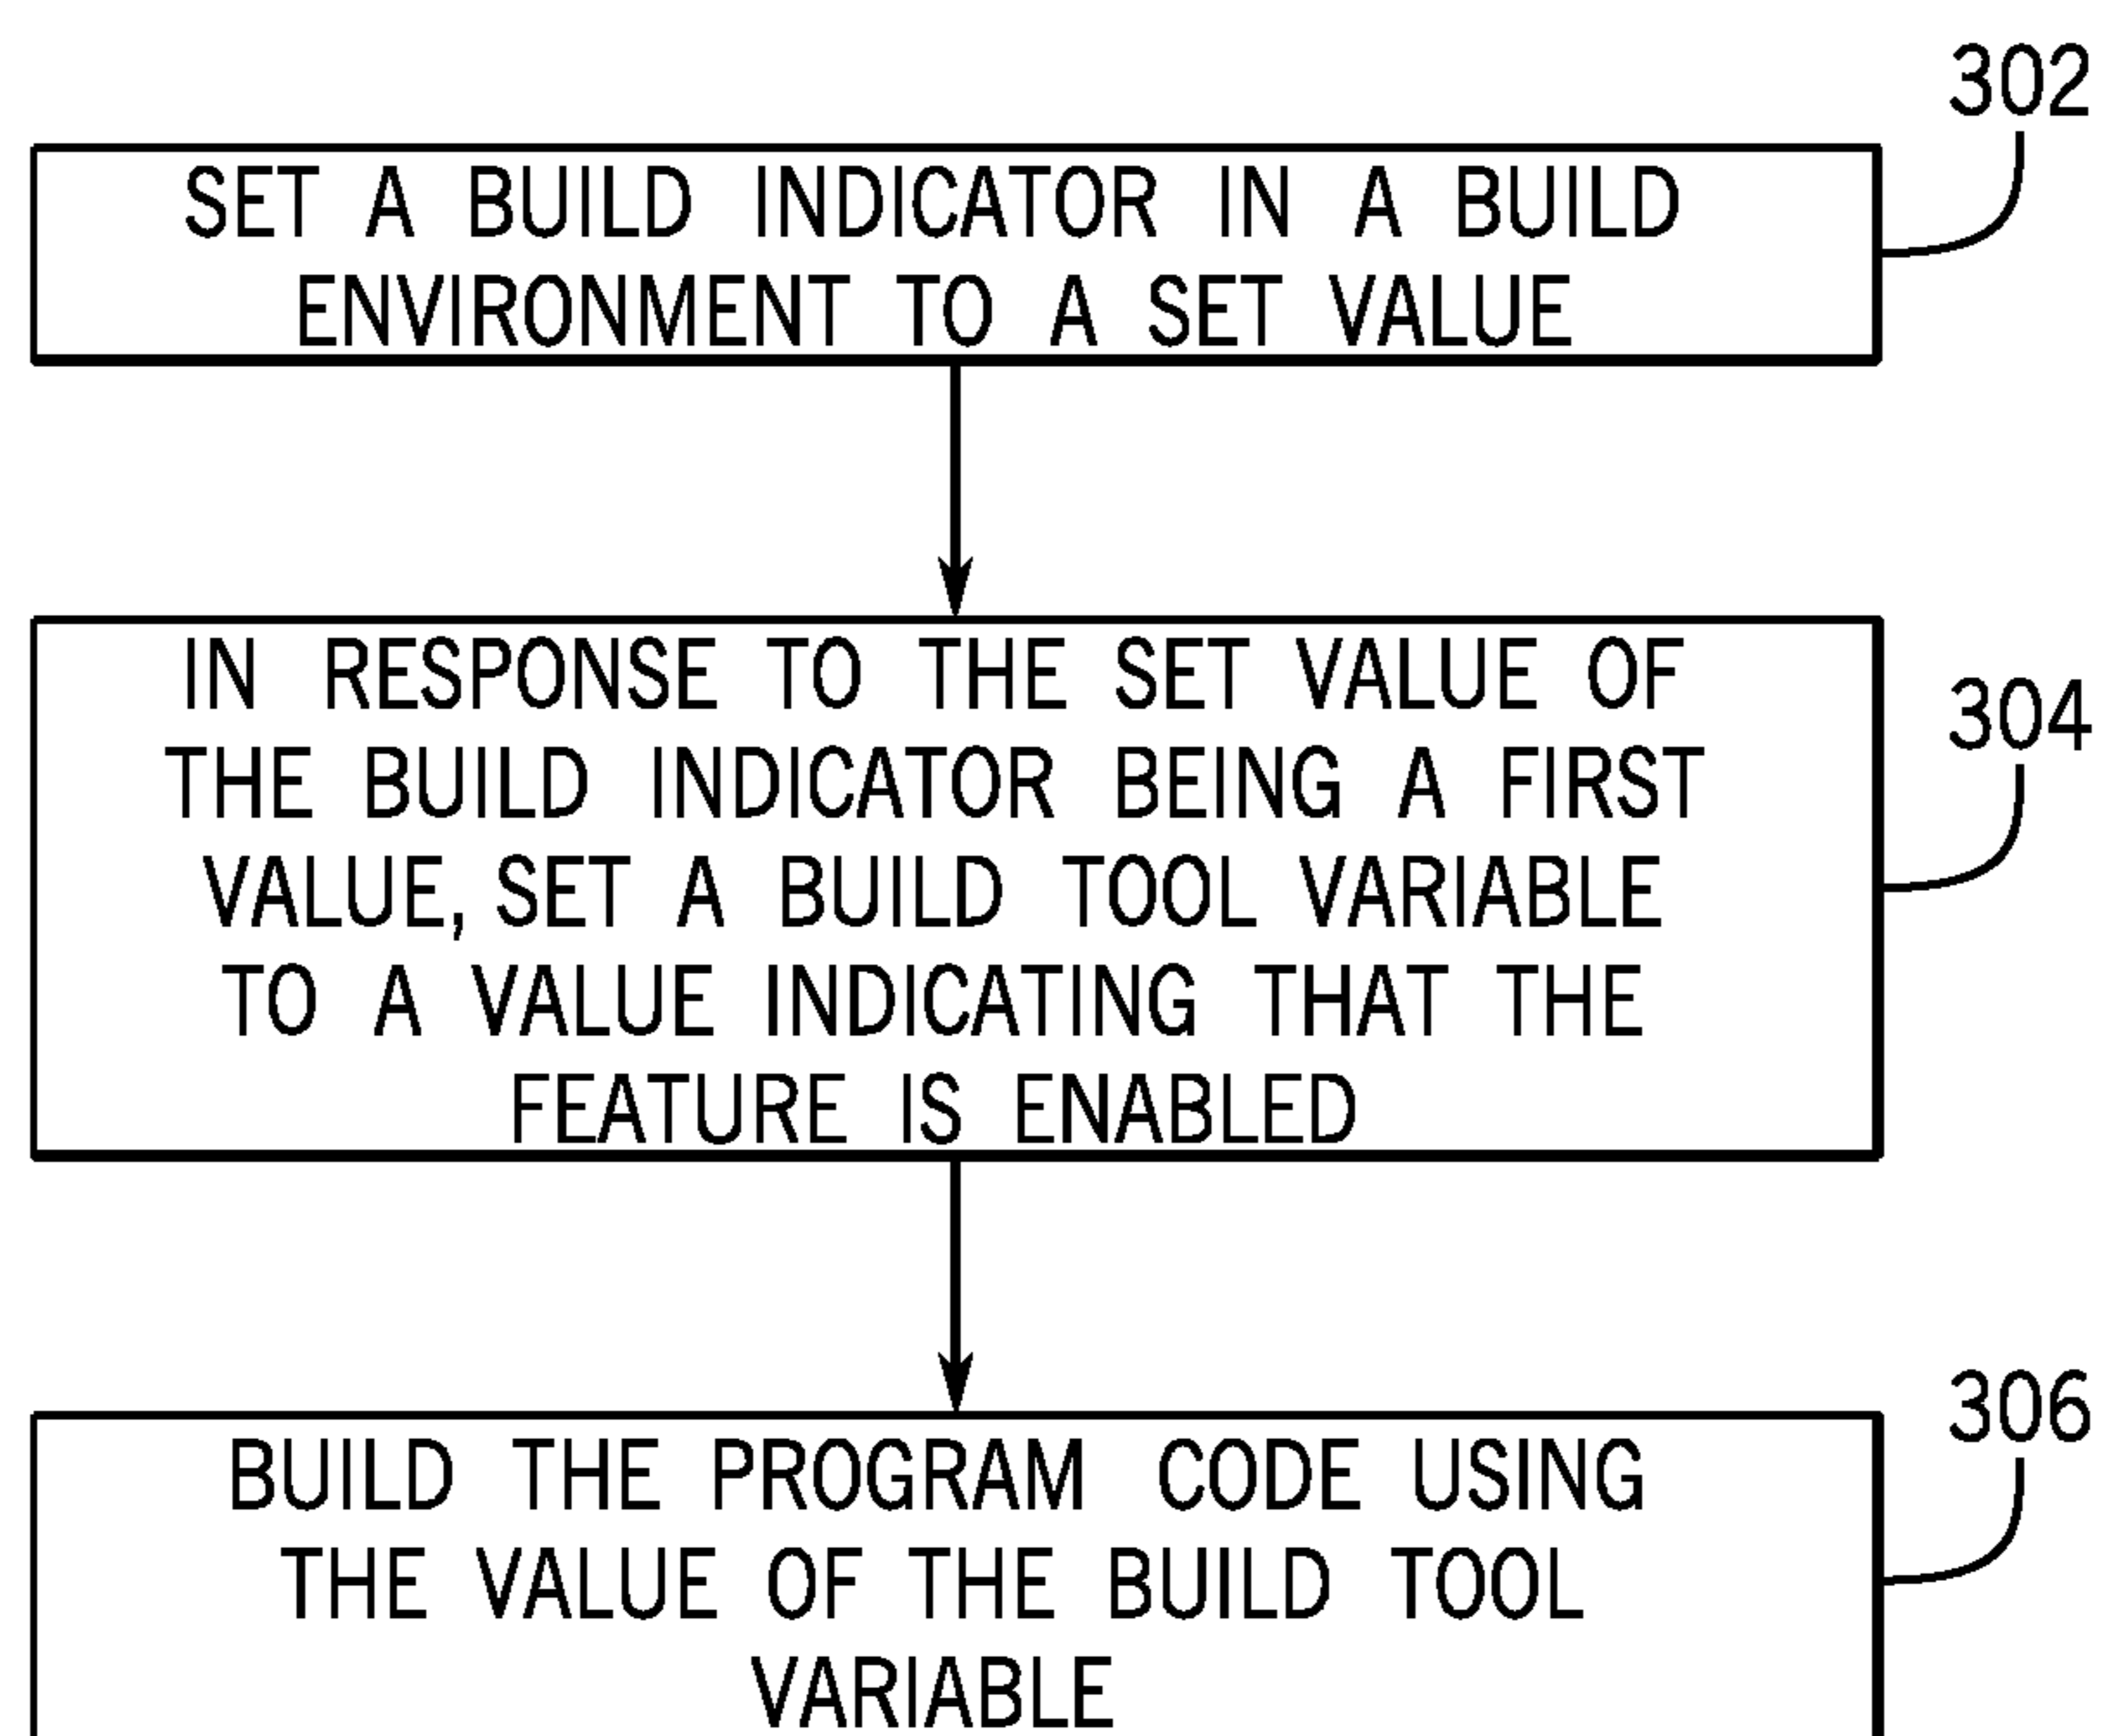 302
SET A BUILD INDICATOR IN A BUILD
ENVIRONMENT TO A SET VALUE
304
IN RESPONSE TO THE SET VALUE OF
THE BUILD INDICATOR BEING A FIRST
VALUE, SET A BUILD TOOL VARIABLE
TO A VALUE INDICATING THAT THE
FEATURE IS ENABLED
306
BUILD THE PROGRAM CODE USING
THE VALUE OF THE BUILD TOOL
VARIABLE